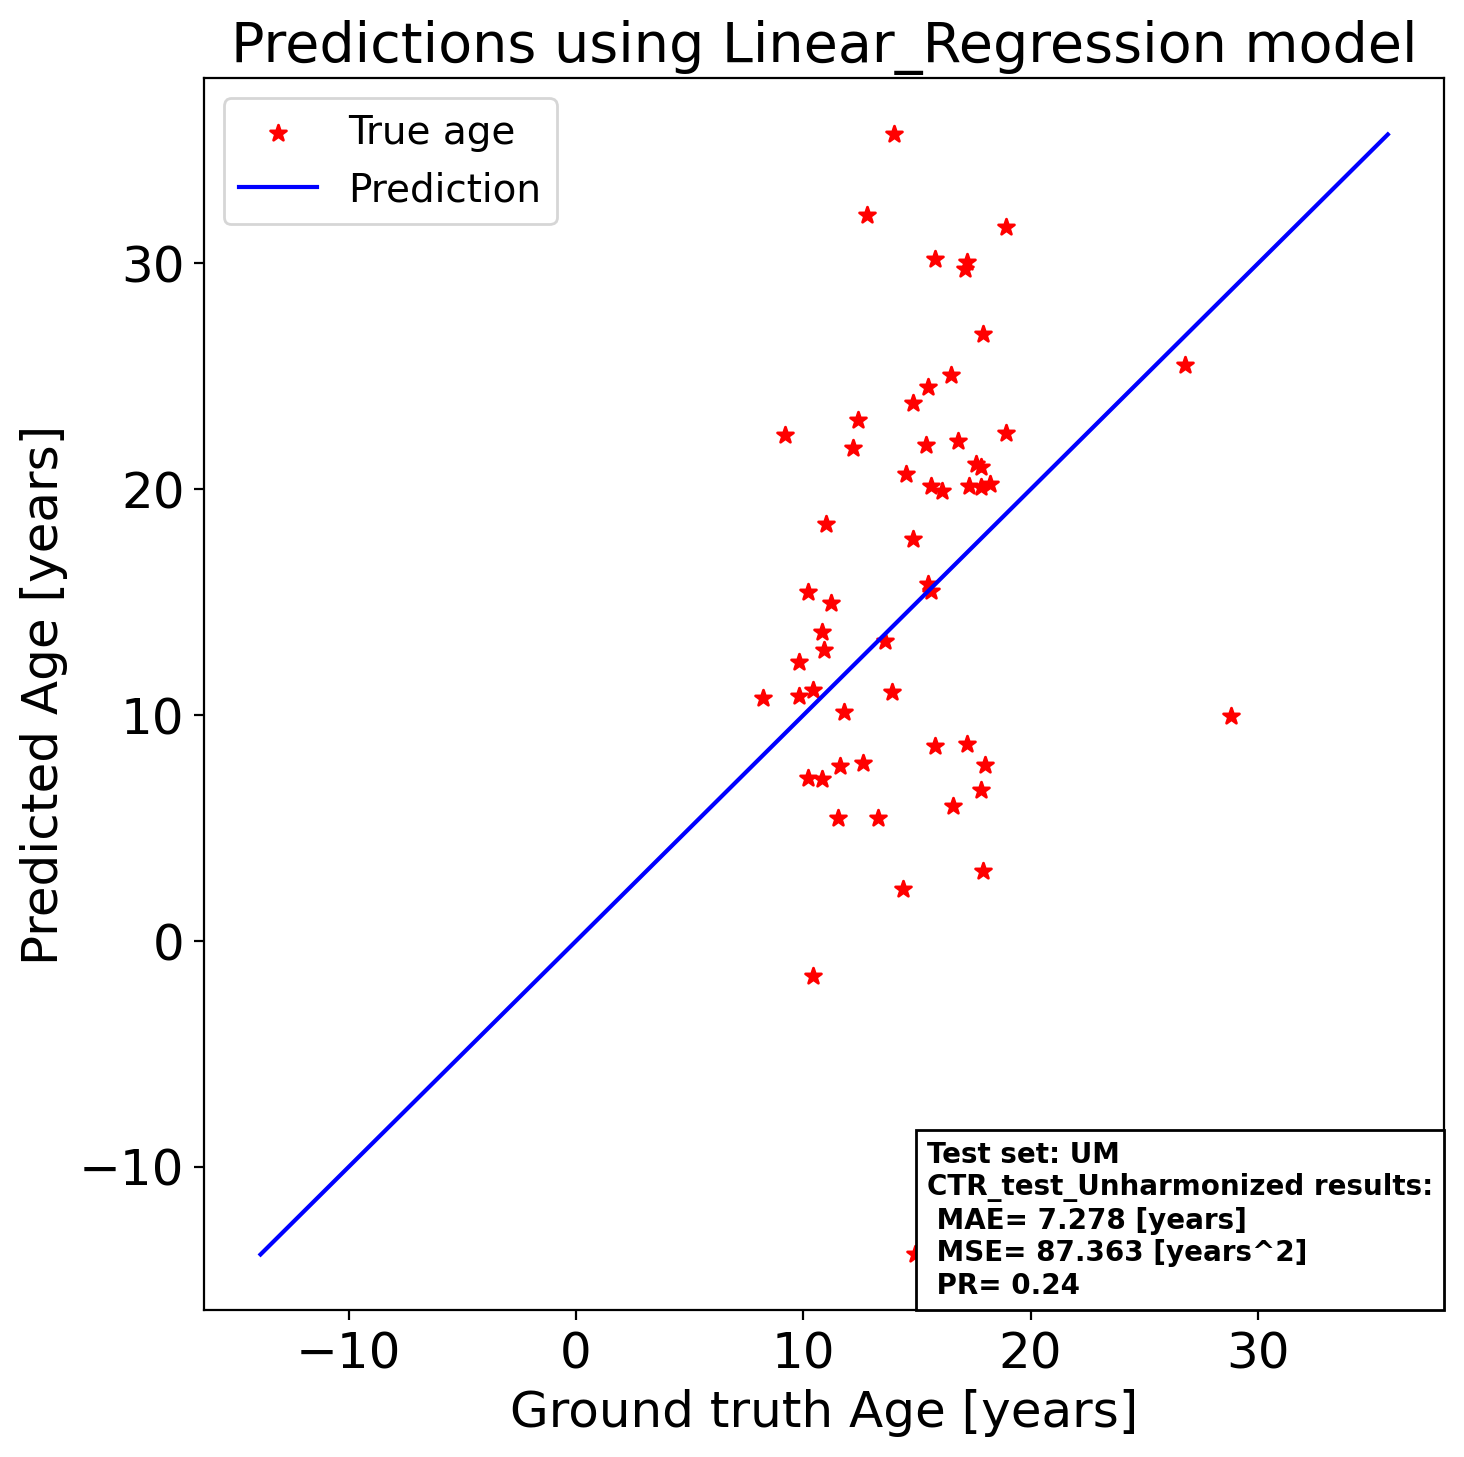 Predictions using Linear_Regression model
True age
Prediction
30
20
10
0
−10
Predicted Age [years]
Test set: UM
CTR_test_Unharmonized results:
MAE= 7.278 [years]
MSE= 87.363 [years^2]
PR= 0.24
−10 0 10 20 30
Ground truth Age [years]